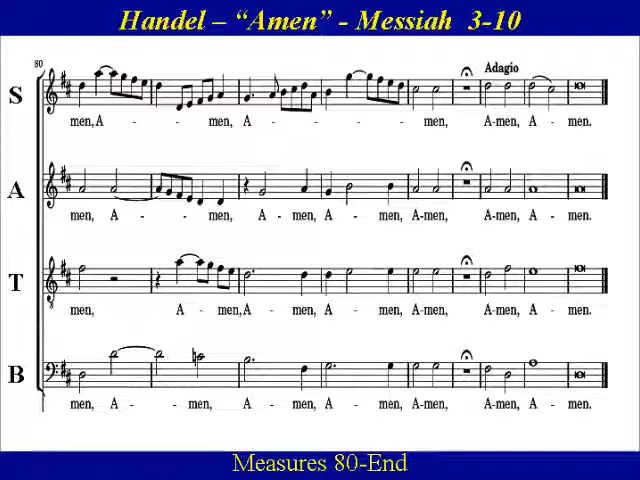 Handel – “Amen” - Messiah 3-10
80
Adagio
S
men, A - - men, A - - - men, A-men, A - men.
A
men, A - - men, A - men, A - men, A-men, A-men, A - men.
T
men, A - men, A - men, A - men, A-men, A-men, A - men.
B
men, A - men, A - men, A - men, A-men, A-men, A - men.
Measures 80-End